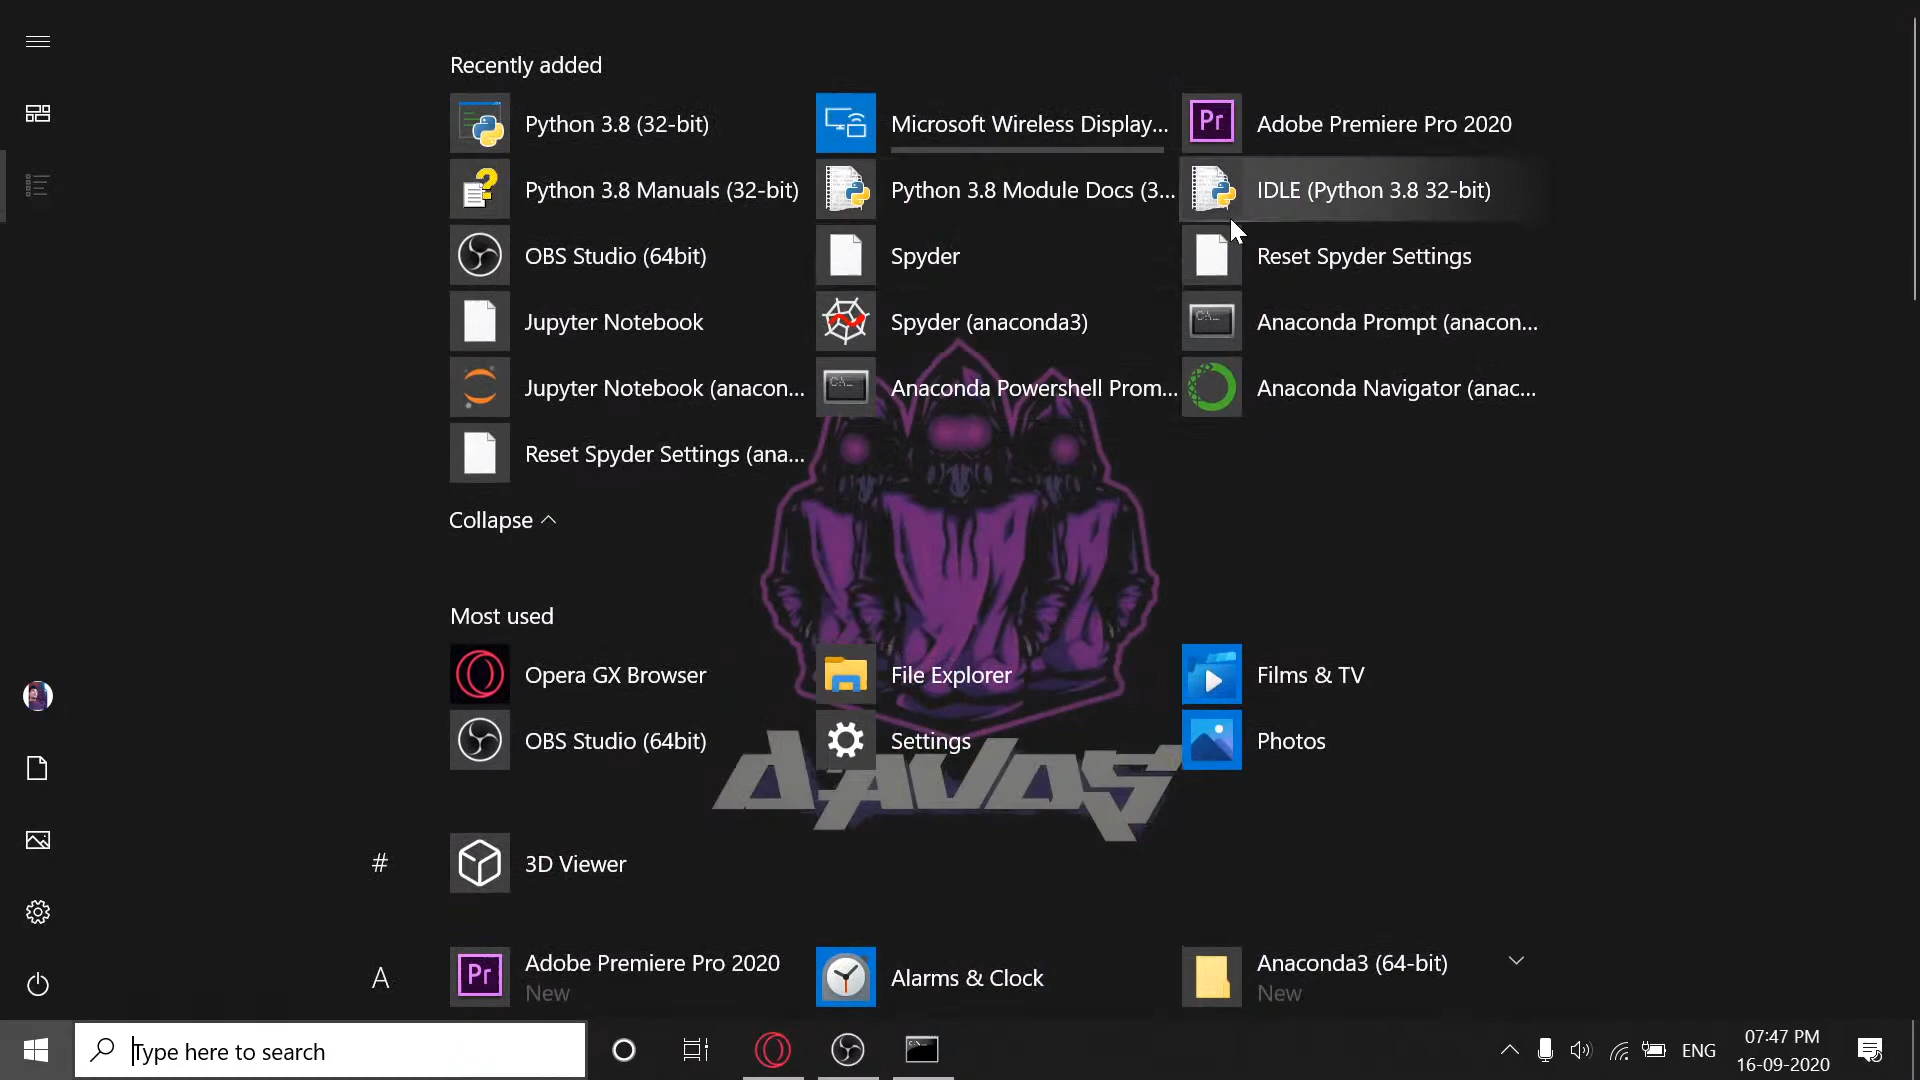 Recently added
Python 3.8 (32-bit)
Microsoft Wireless Display...
Pr
Adobe Premiere Pro 2020
Python 3.8 Manuals (32-bit)
Python 3.8 Module Docs (3...
IDLE (Python 3.8 32-bit)
OBS Studio (64bit)
Spyder
Reset Spyder Settings
Jupyter Notebook
Spyder (anaconda3)
Anaconda Prompt (anacon...
Jupyter Notebook (anacon...
Anaconda Powershell Prom...
Anaconda Navigator (anac...
Reset Spyder Settings (ana...
Collapse
Most used
Opera GX Browser
File Explorer
Films & TV
OBS Studio (64bit)
Settings
Photos
#
3D Viewer
A
Pr
Adobe Premiere Pro 2020
New
Alarms & Clock
Anaconda3 (64-bit)
New
Type here to search
ENG
07:47 PM
16-09-2020